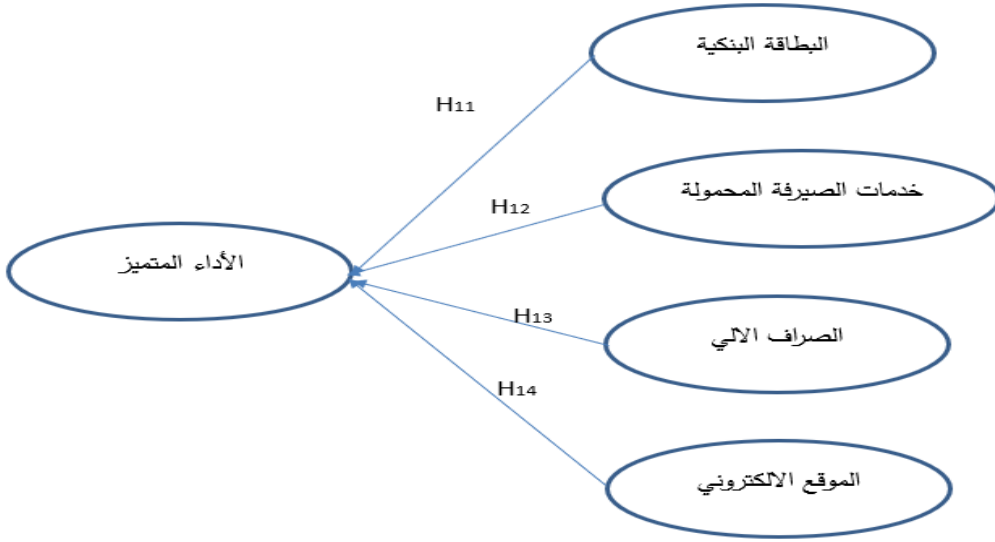 البطاقة البنكية
H11
خدمات الصيرفة المحمولة
H12
الأداء المتميز
H13
الصراف الالي
H14
الموقع الالكتروني